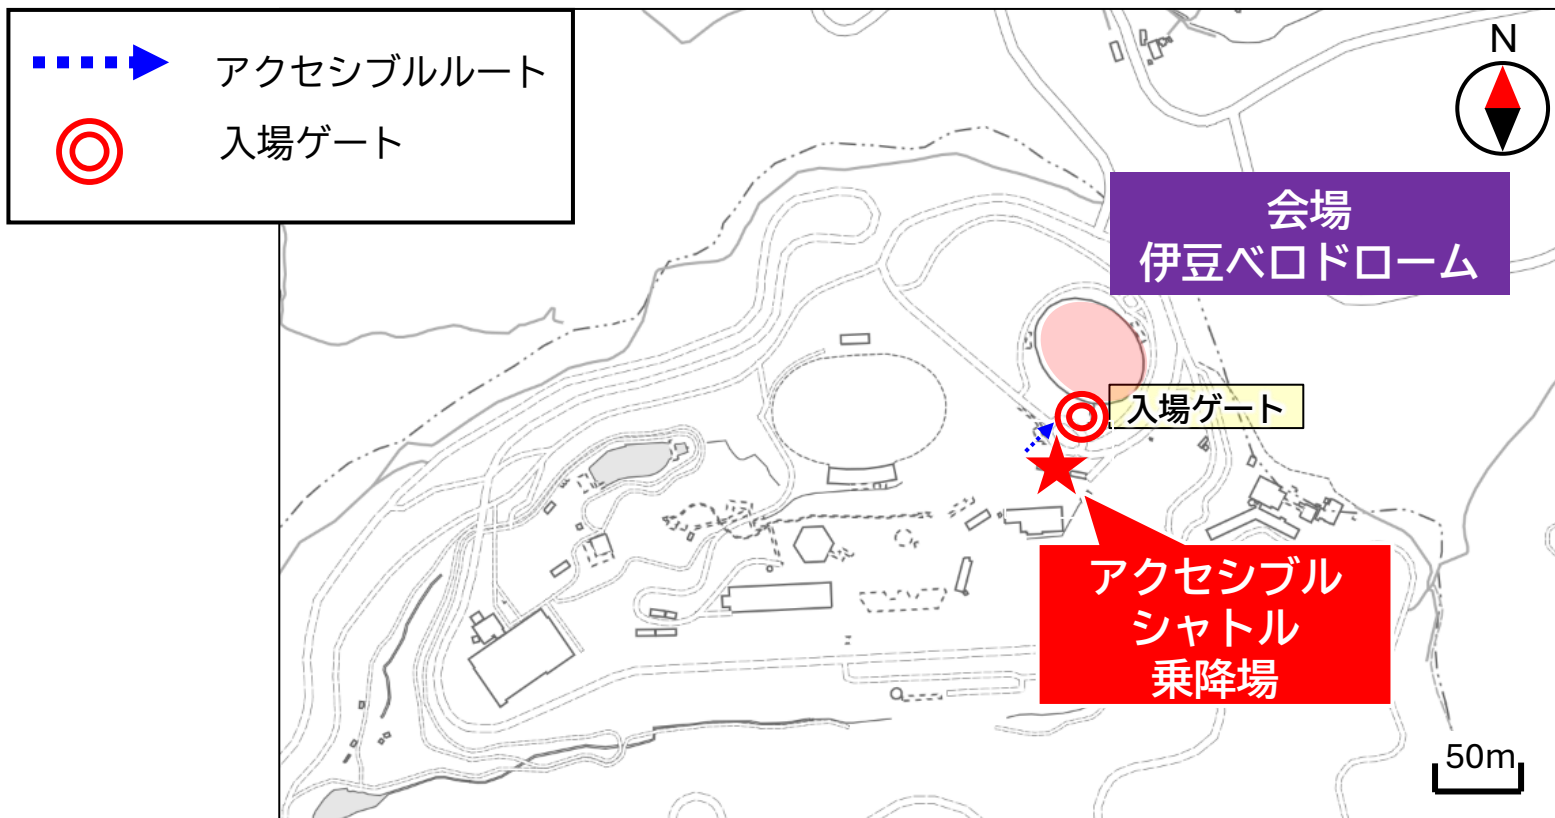 アクセシブルルート
入場ゲート
N
会場
伊豆ベロドローム
入場ゲート
アクセシブル
シャトル
乗降場
50m